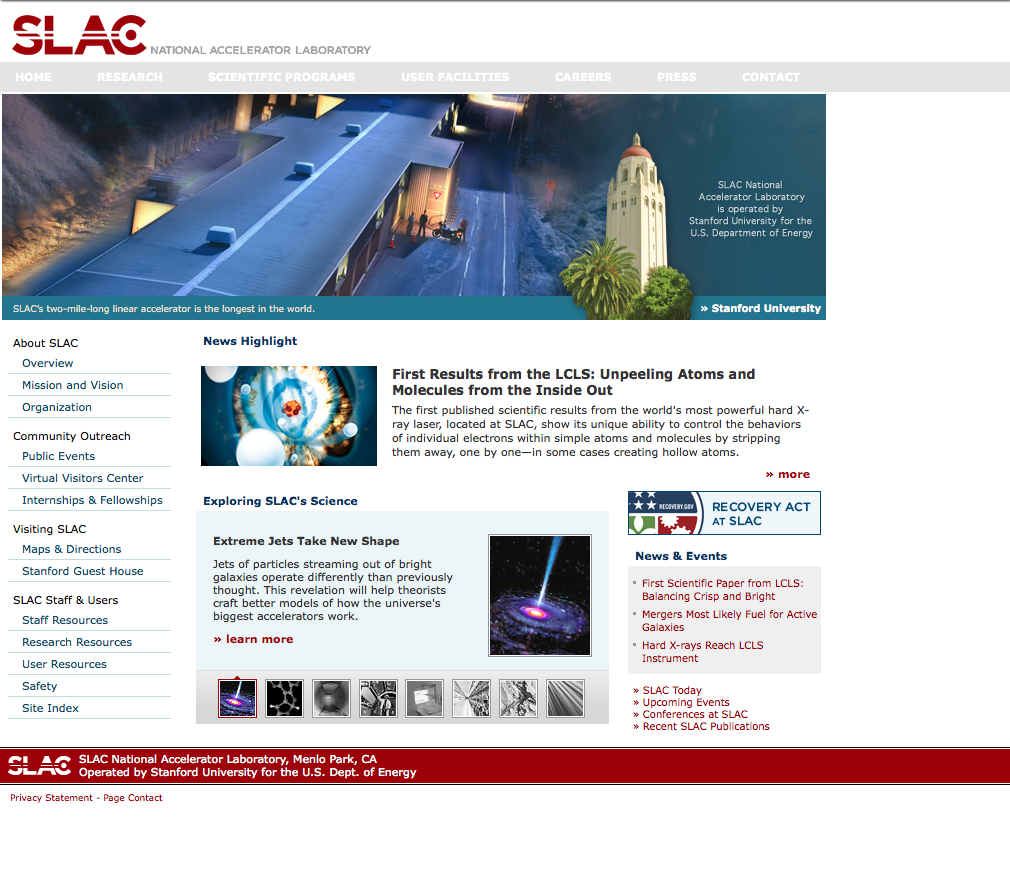 SLAC NATIONAL ACCELERATOR LABORATORY
HOME RESEARCH SCIENTIFIC PROGRAMS USER FACILITIES CAREERS PRESS CONTACT
SLAC National
Accelerator Laboratory
is operated by
Stanford University for the
U.S. Department of Energy
SLAC's two-mile-long linear accelerator is the longest in the world.
» Stanford University
About SLAC
Overview
Mission and Vision
Organization
Community Outreach
Public Events
Virtual Visitors Center
Internships & Fellowships
Visiting SLAC
Maps & Directions
Stanford Guest House
SLAC Staff & Users
Staff Resources
Research Resources
User Resources
Safety
Site Index
News Highlight
First Results from the LCLS: Unpeeling Atoms and
Molecules from the Inside Out
The first published scientific results from the world's most powerful hard X-
ray laser, located at SLAC, show its unique ability to control the behaviors
of individual electrons within simple atoms and molecules by stripping
them away, one by one—in some cases creating hollow atoms.
» more
Exploring SLAC's Science
Extreme Jets Take New Shape
Jets of particles streaming out of bright
galaxies operate differently than previously
thought. This revelation will help theorists
craft better models of how the universe's
biggest accelerators work.
» learn more
RECOVERY.GOV
RECOVERY ACT
AT SLAC
News & Events
First Scientific Paper from LCLS:
Balancing Crisp and Bright
Mergers Most Likely Fuel for Active
Galaxies
Hard X-rays Reach LCLS
Instrument
» SLAC Today
» Upcoming Events
» Conferences at SLAC
» Recent SLAC Publications
SLAC
SLAC National Accelerator Laboratory, Menlo Park, CA
Operated by Stanford University for the U.S. Dept. of Energy
Privacy Statement - Page Contact